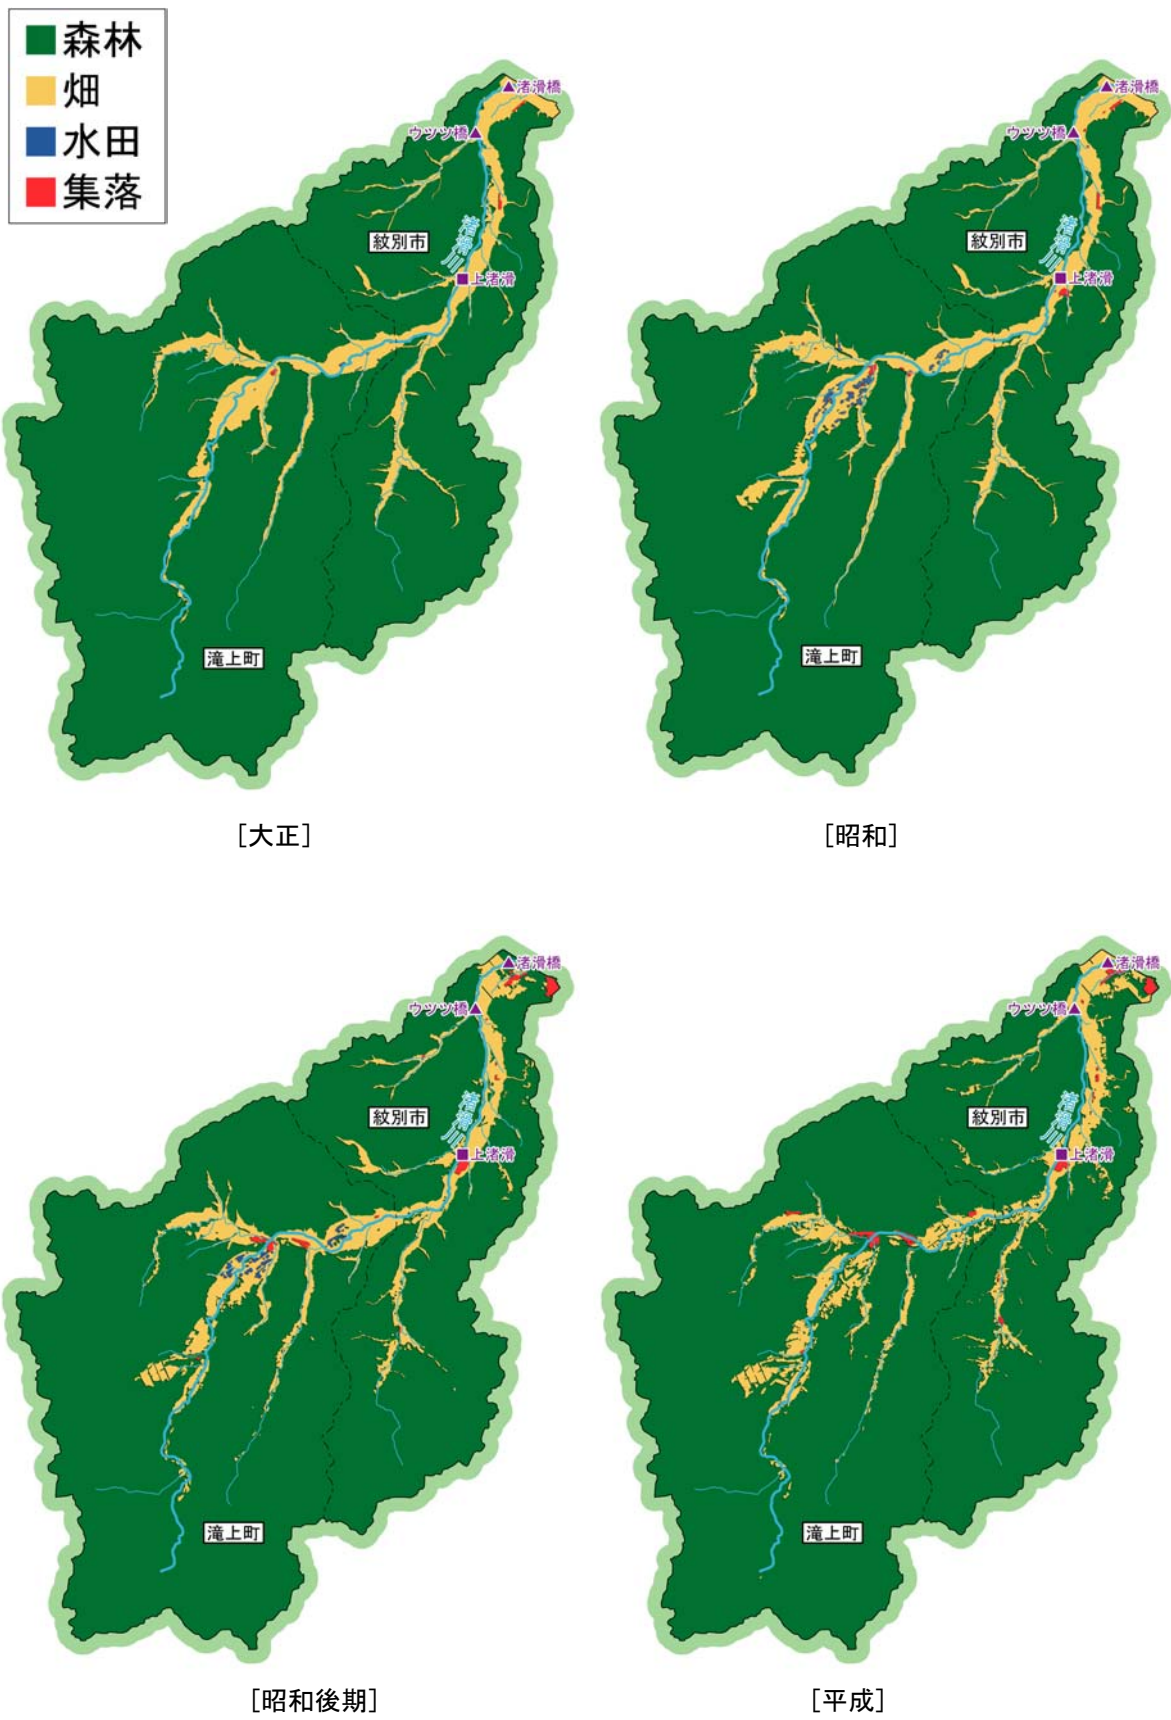 森林
畑
水田
集落
▲渚滑橋
ウツツ橋▲
紋別市
渚滑川
■上渚滑
滝上町
[大正]
▲渚滑橋
ウツツ橋▲
紋別市
渚滑川
■上渚滑
滝上町
[昭和]
▲渚滑橋
ウツツ橋▲
紋別市
渚滑川
■上渚滑
滝上町
[昭和後期]
▲渚滑橋
ウツツ橋▲
紋別市
渚滑川
■上渚滑
滝上町
[平成]